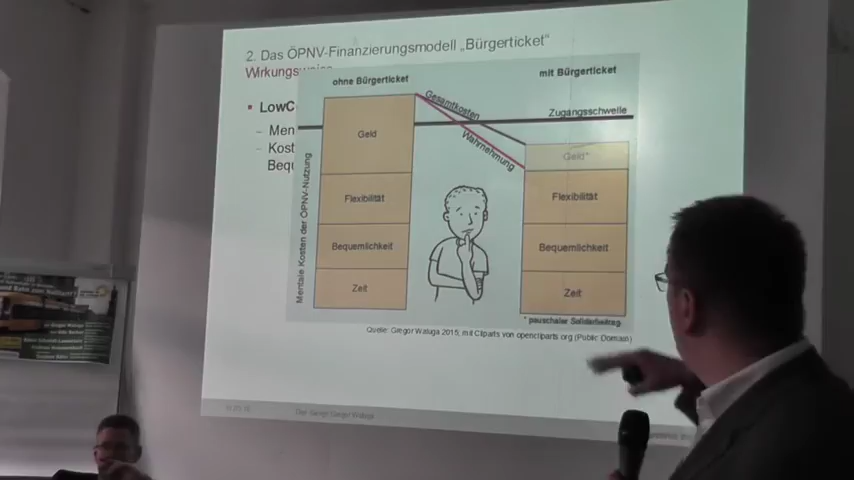 2. Das ÖPNV-Finanzierungsmodell „Bürgerticket“
Wirkungsweise
LowC
– Men
– Kost
Beq
ohne Bürgerticket
mit Bürgerticket
Gesamtkosten
Wahrnehmung
Zugangsschwelle
Mentale Kosten der ÖPNV-Nutzung
Geld
Flexibilität
Bequemlichkeit
Zeit
Geld*
Flexibilität
Bequemlichkeit
Zeit
* pauschaler Solidarbeitrag
Quelle: Gregor Waluga 2015; mit Cliparts von opencliparts.org (Public Domain)